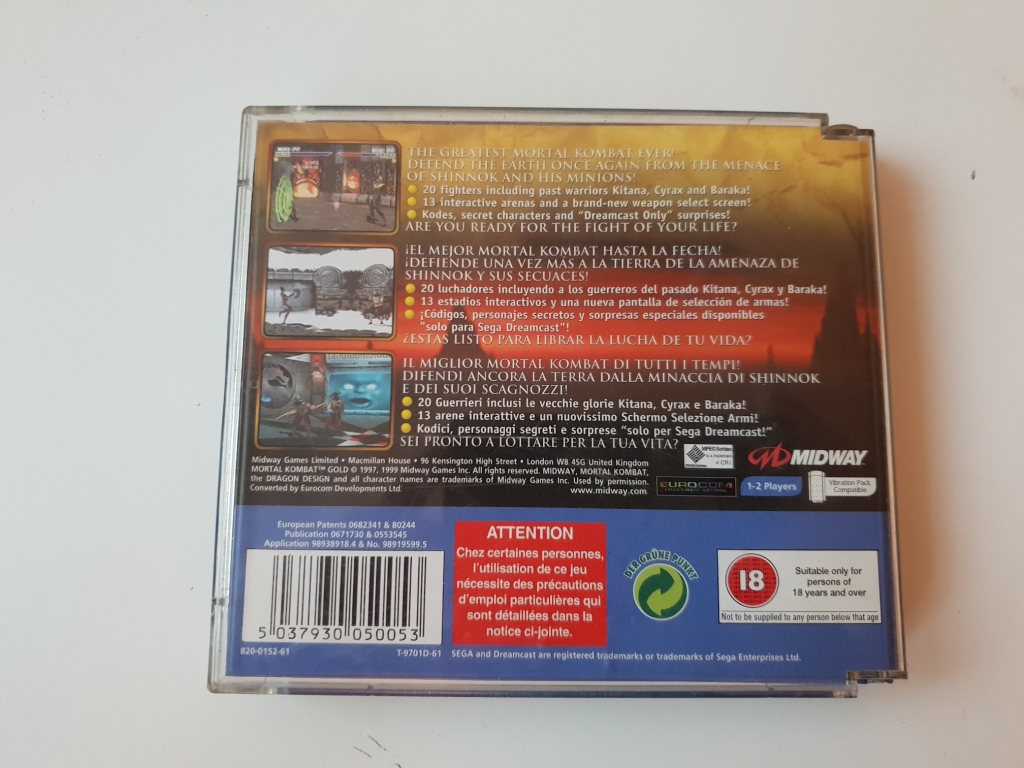 THE GREATEST MORTAL KOMBAT EVER!
DEFEND THE EARTH ONCE AGAIN FROM THE MENACE
OF SHINNOK AND HIS MINIONS!
20 fighters including past warriors Kitana, Cyrax and Baraka!
13 interactive arenas and a brand-new weapon select screen!
Kodes, secret characters and "Dreamcast Only" surprises!
ARE YOU READY FOR THE FIGHT OF YOUR LIFE?
¡EL MEJOR MORTAL KOMBAT HASTA LA FECHA!
¡DEFIENDE UNA VEZ MÁS A LA TIERRA DE LA AMENAZA DE
SHINNOK Y SUS SECUACES!
20 luchadores incluyendo a los guerreros del pasado Kitana, Cyrax y Baraka!
13 estadios interactivos y una nueva pantalla de selección de armas!
¡Códigos, personajes secretos y sorpresas especiales disponibles
"solo para Sega Dreamcast"!
¿ESTAS LISTO PARA LIBRAR LA LUCHA DE TU VIDA?
IL MIGLIOR MORTAL KOMBAT DI TUTTI I TEMPI!
DIFENDI ANCORA LA TERRA DALLA MINACCIA DI SHINNOK
E DEI SUOI SCAGNOZZI!
20 Guerrieri inclusi le vecchie glorie Kitana, Cyrax e Baraka!
13 arene interattive e un nuovissimo Schermo Selezione Armi!
Kodici, personaggi segreti e sorprese "solo per Sega Dreamcast!"
SEI PRONTO A LOTTARE PER LA TUA VITA?
Midway Games Limited • Macmillan House • 96 Kensington High Street • London W8 4SG United Kingdom
MORTAL KOMBAT™ GOLD © 1997, 1999 Midway Games Inc. All rights reserved. MIDWAY, MORTAL KOMBAT,
the DRAGON DESIGN and all character names are trademarks of Midway Games Inc. Used by permission.
Converted by Eurocom Developments Ltd.
www.midway.com
MPEG Sofdec
is a trademark
of CRI
MIDWAY
EUROCOM
1-2 Players
Vibration Pack
Compatible
European Patents 0682341 & 80244
Publication 0671730 & 0553545
Application 98938918.4 & No. 98919599.5
5 037930 050053
820-0152-61
T-9701D-61
ATTENTION
Chez certaines personnes,
l'utilisation de ce jeu
nécessite des précautions
d'emploi particulières qui
sont détaillées dans la
notice ci-jointe.
DER GRÜNE PUNKT
18
Suitable only for
persons of
18 years and over
Not to be supplied to any person below that age
SEGA and Dreamcast are registered trademarks or trademarks of Sega Enterprises Ltd.